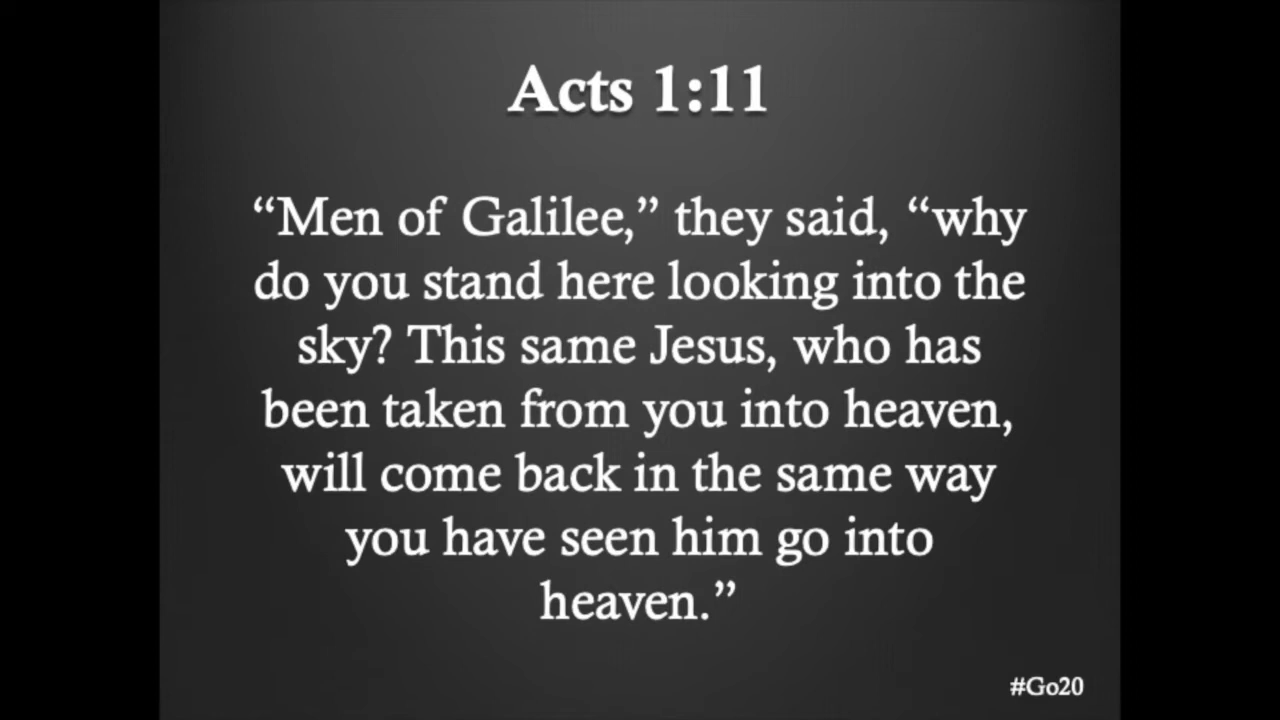 Acts 1:11
“Men of Galilee,” they said, “why
do you stand here looking into the
sky? This same Jesus, who has
been taken from you into heaven,
will come back in the same way
you have seen him go into
heaven.”
#Go20